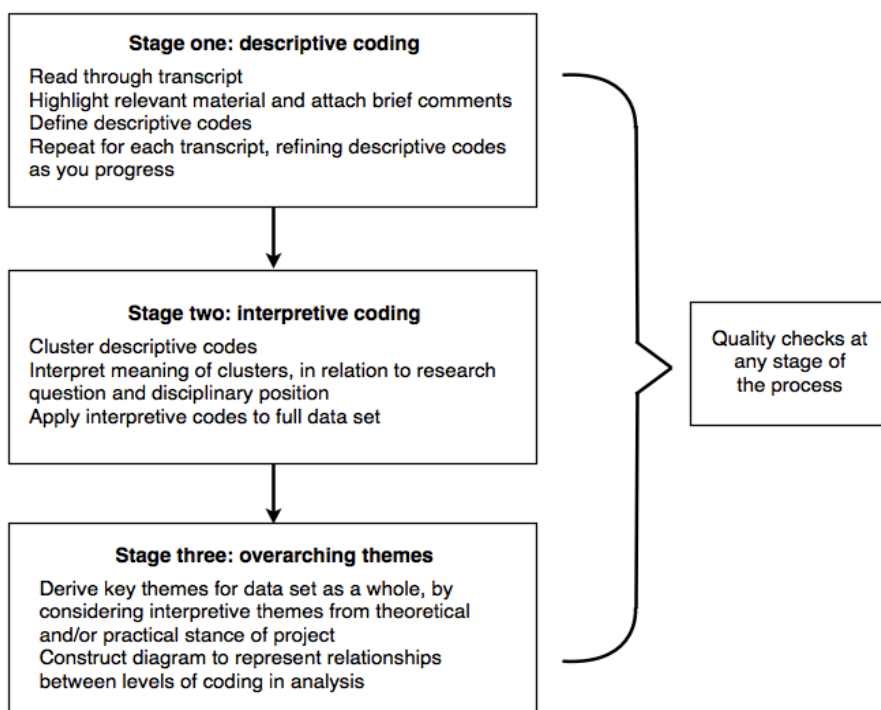 Stage one: descriptive coding
Read through transcript
Highlight relevant material and attach brief comments
Define descriptive codes
Repeat for each transcript, refining descriptive codes
as you progress
Stage two: interpretive coding
Cluster descriptive codes
Interpret meaning of clusters, in relation to research
question and disciplinary position
Apply interpretive codes to full data set
Stage three: overarching themes
Derive key themes for data set as a whole, by
considering interpretive themes from theoretical
and/or practical stance of project
Construct diagram to represent relationships
between levels of coding in analysis
Quality checks at
any stage of
the process